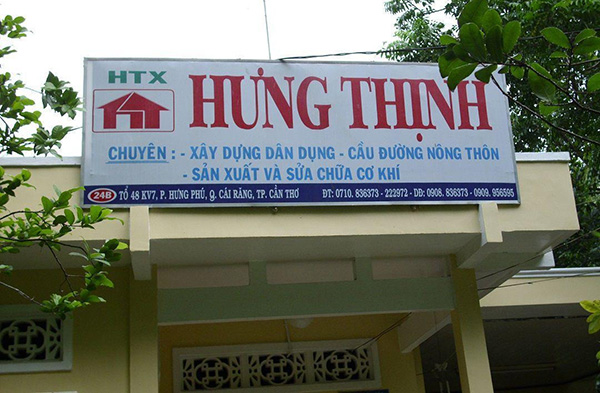 HTX
HƯNG THỊNH
CHUYÊN : - XÂY DỰNG DÂN DỤNG - CẦU ĐƯỜNG NÔNG THÔN
- SẢN XUẤT VÀ SỬA CHỮA CƠ KHÍ
24B TỔ 48 KV7, P. HƯNG PHÚ, Q. CÁI RĂNG, TP. CẦN THƠ ĐT: 0710. 836373 - 222972 - DĐ: 0908. 836373 - 0909. 956595